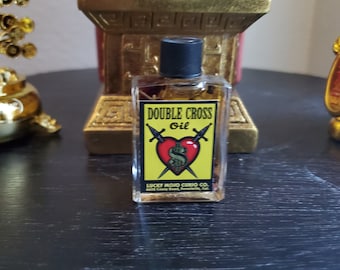 DOUBLE CROSS
Oil
$
LUCKY MOJO CURIO CO.